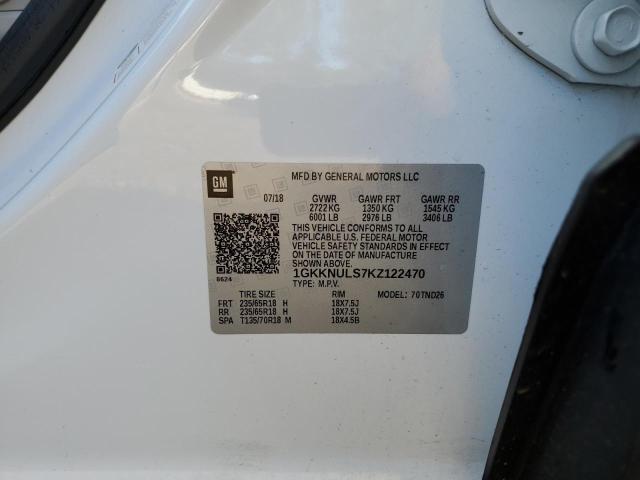 GM
MFD BY GENERAL MOTORS LLC
07/18 GVWR GAWR FRT GAWR RR
2722 KG 1350 KG 1545 KG
6001 LB 2976 LB 3406 LB
THIS VEHICLE CONFORMS TO ALL
APPLICABLE U.S. FEDERAL MOTOR
VEHICLE SAFETY STANDARDS IN EFFECT
ON THE DATE OF MANUFACTURE
SHOWN ABOVE.
8624 1GKKNULS7KZ122470
TYPE: M.P.V. MODEL: 70TND26
TIRE SIZE RIM
FRT 235/65R18 H 18X7.5J
RR 235/65R18 H 18X7.5J
SPA T135/70R18 M 18X4.5B